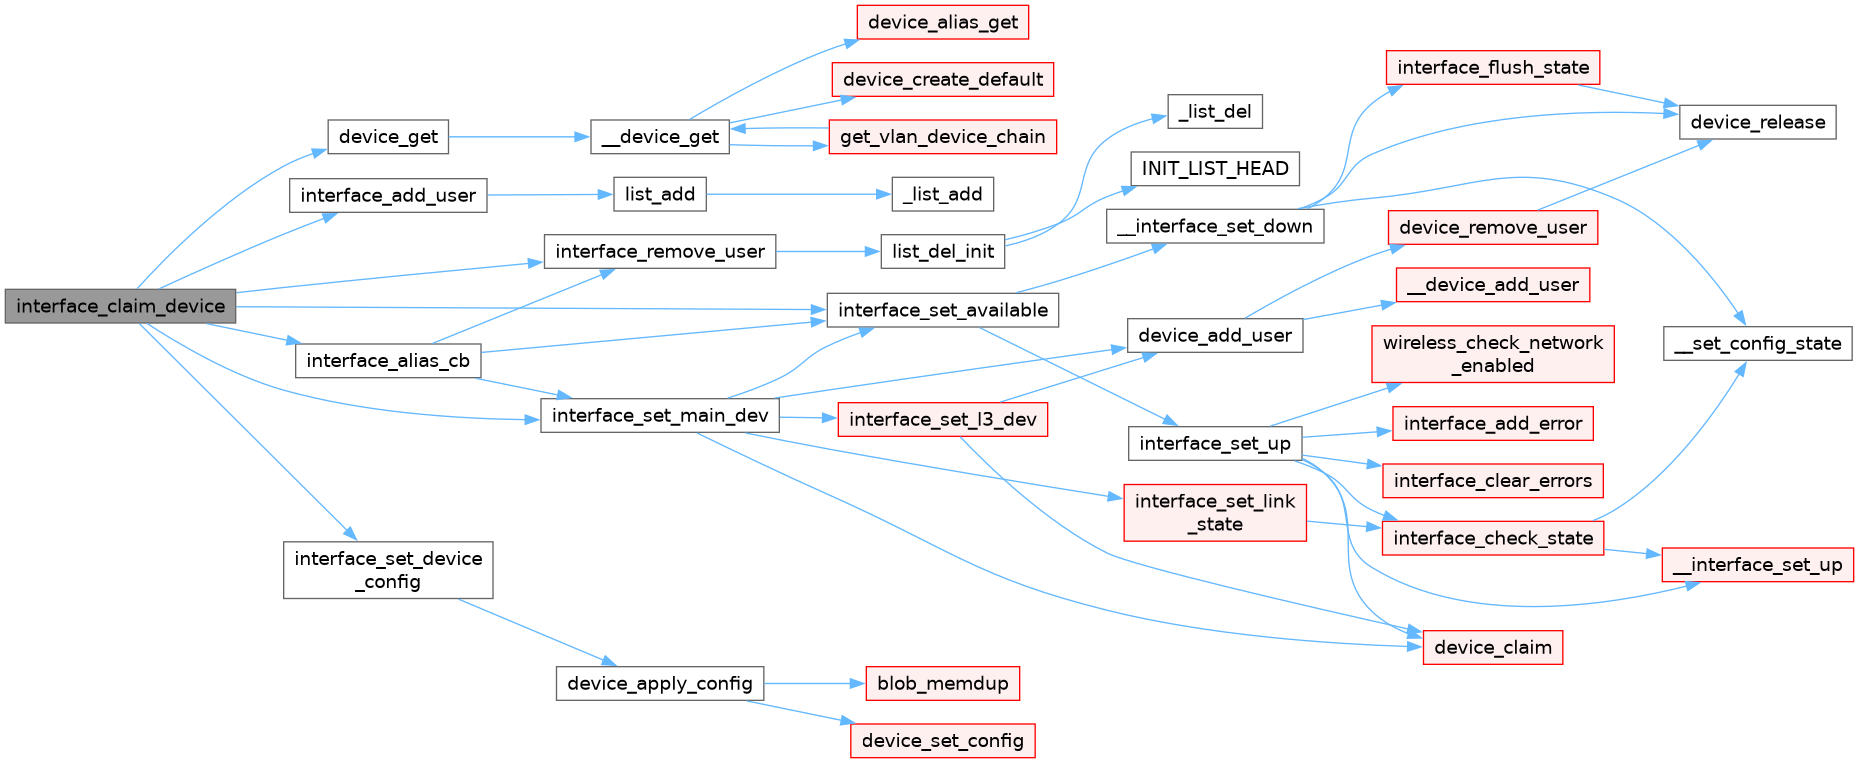 device_alias_get
interface_flush_state
device_create_default
_list_del
device_release
device_get
__device_get
get_vlan_device_chain
INIT_LIST_HEAD
interface_add_user
list_add
_list_add
__interface_set_down
device_remove_user
interface_remove_user
list_del_init
__device_add_user
interface_claim_device
interface_set_available
device_add_user
__set_config_state
interface_alias_cb
wireless_check_network
_enabled
interface_set_main_dev
interface_set_l3_dev
interface_add_error
interface_set_up
interface_clear_errors
interface_set_link
_state
interface_check_state
__interface_set_up
interface_set_device
_config
device_claim
device_apply_config
blob_memdup
device_set_config